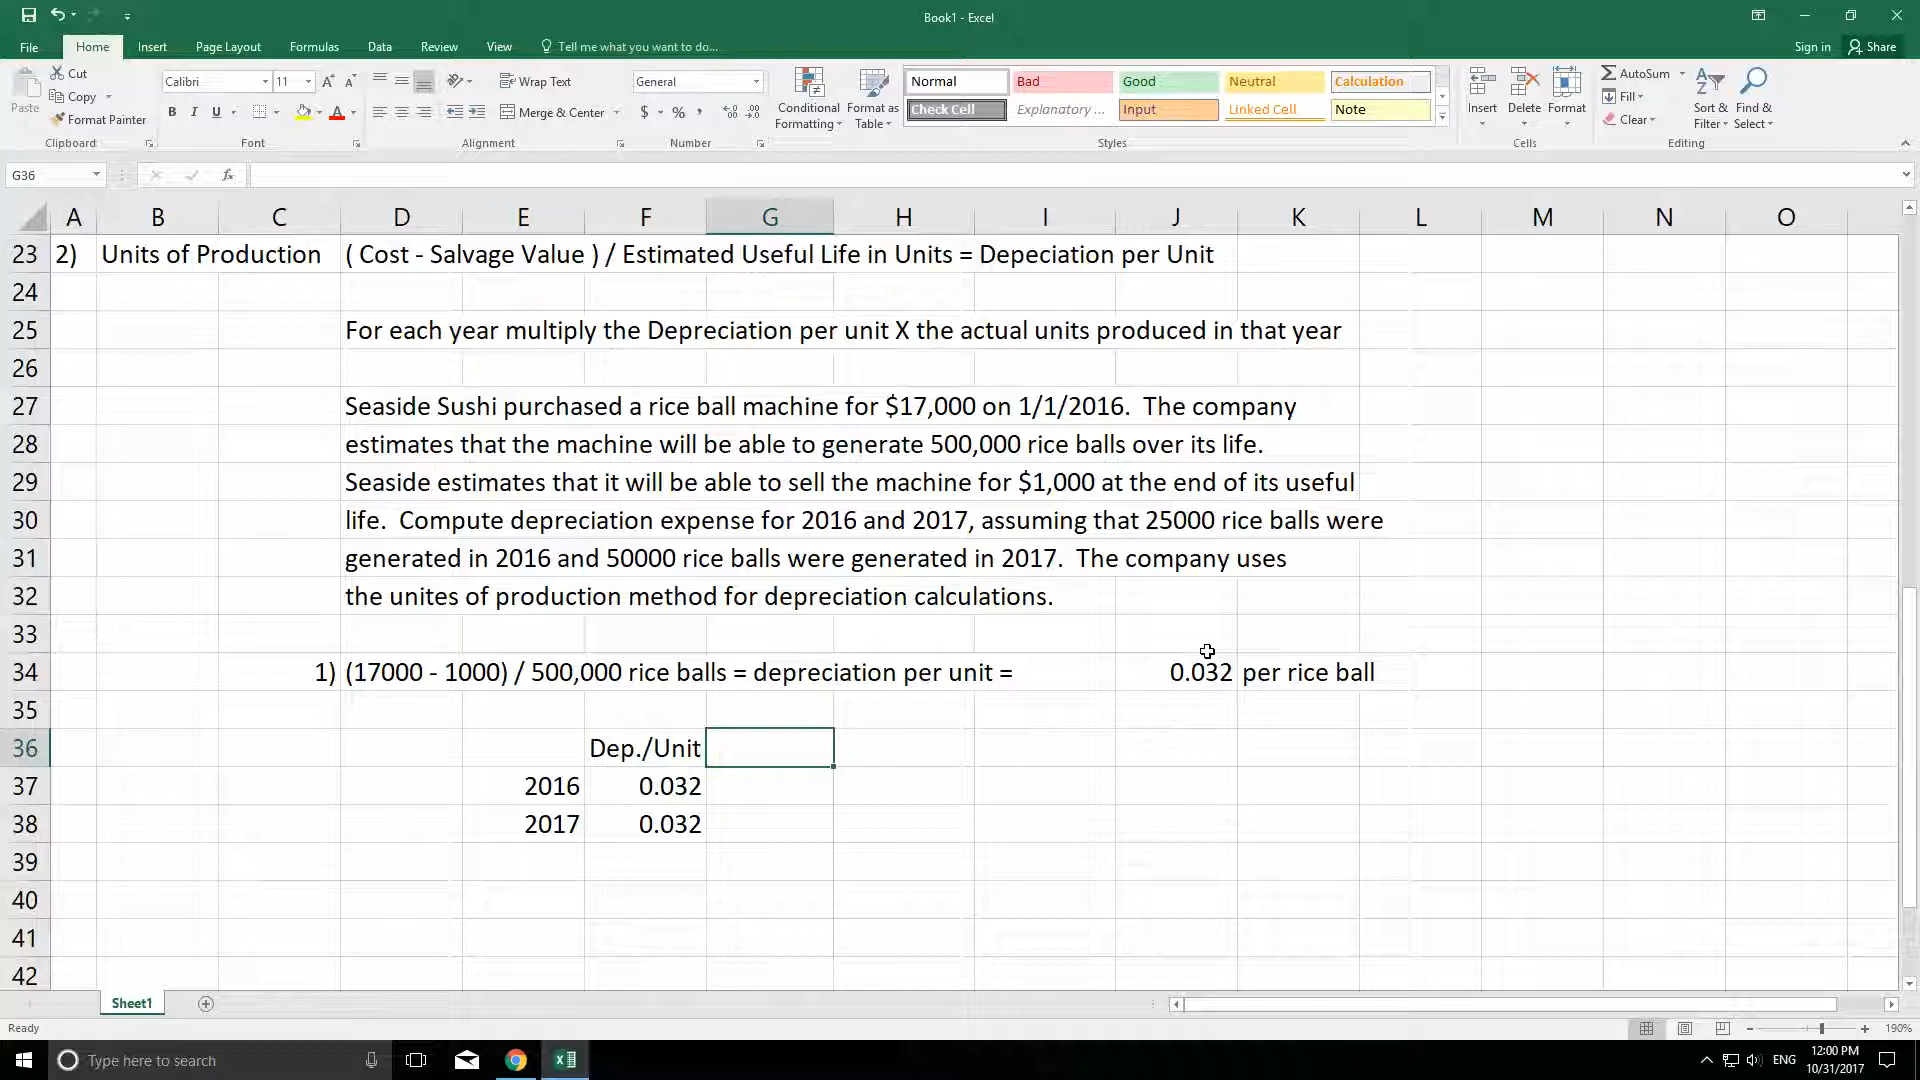 Book1 - Excel
File Home Insert Page Layout Formulas Data Review View Tell me what you want to do... Sign in Share
Paste Cut Copy Format Painter Clipboard
Calibri 11 A A B I U A Font
Wrap Text Merge & Center Alignment
General $ % , Number
Conditional Formatting Format as Table
Normal Bad Good Neutral Calculation
Check Cell Explanatory ... Input Linked Cell Note
Styles
Insert Delete Format Cells
AutoSum Fill Clear Sort & Filter Find & Select Editing
G36 fx
A B C D E F G H I J K L M N O
23 2) Units of Production ( Cost - Salvage Value ) / Estimated Useful Life in Units = Depeciation per Unit
24
25 For each year multiply the Depreciation per unit X the actual units produced in that year
26
27 Seaside Sushi purchased a rice ball machine for $17,000 on 1/1/2016. The company
28 estimates that the machine will be able to generate 500,000 rice balls over its life.
29 Seaside estimates that it will be able to sell the machine for $1,000 at the end of its useful
30 life. Compute depreciation expense for 2016 and 2017, assuming that 25000 rice balls were
31 generated in 2016 and 50000 rice balls were generated in 2017. The company uses
32 the unites of production method for depreciation calculations.
33
34 1) (17000 - 1000) / 500,000 rice balls = depreciation per unit = 0.032 per rice ball
35
36 Dep./Unit
37 2016 0.032
38 2017 0.032
39
40
41
42
Sheet1
Ready 190%
Type here to search ENG 12:00 PM
10/31/2017